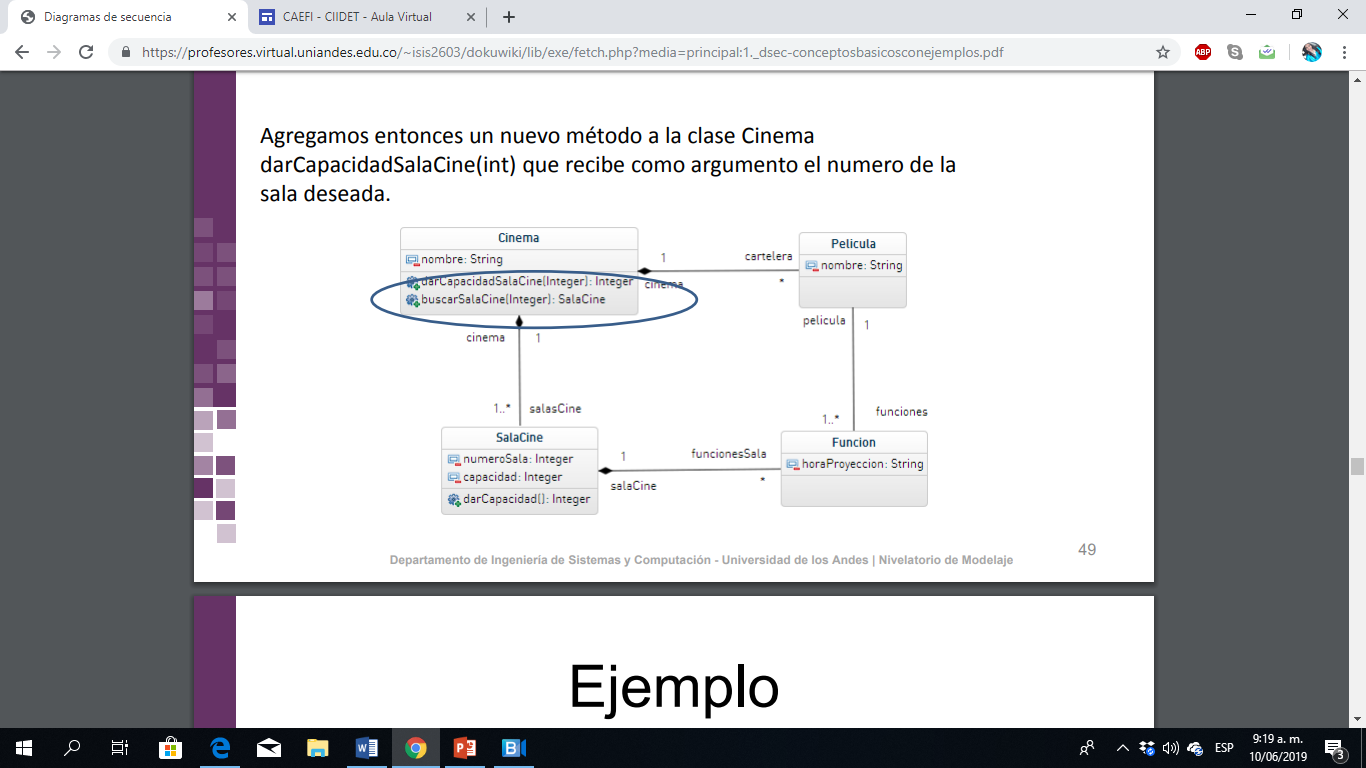 Diagramas de secuencia
CAEFI - CIIDET - Aula Virtual
https://profesores.virtual.uniandes.edu.co/~isis2603/dokuwiki/lib/exe/fetch.php?media=principal:1._dsec-conceptosbasicosconejemplos.pdf
ABP
Agregamos entonces un nuevo método a la clase Cinema
darCapacidadSalaCine(int) que recibe como argumento el numero de la
sala deseada.
Cinema
nombre: String
darCapacidadSalaCine(Integer): Integer
buscarSalaCine(Integer): SalaCine
1
cartelera
cinema
*
Pelicula
nombre: String
pelicula
1
cinema
1
1..*
salasCine
1..*
funciones
SalaCine
numeroSala: Integer
capacidad: Integer
darCapacidad(): Integer
1
funcionesSala
salaCine
*
Funcion
horaProyeccion: String
49
Departamento de Ingeniería de Sistemas y Computación - Universidad de los Andes | Nivelatorio de Modelaje
Ejemplo
ESP
9:19 a. m.
10/06/2019
3